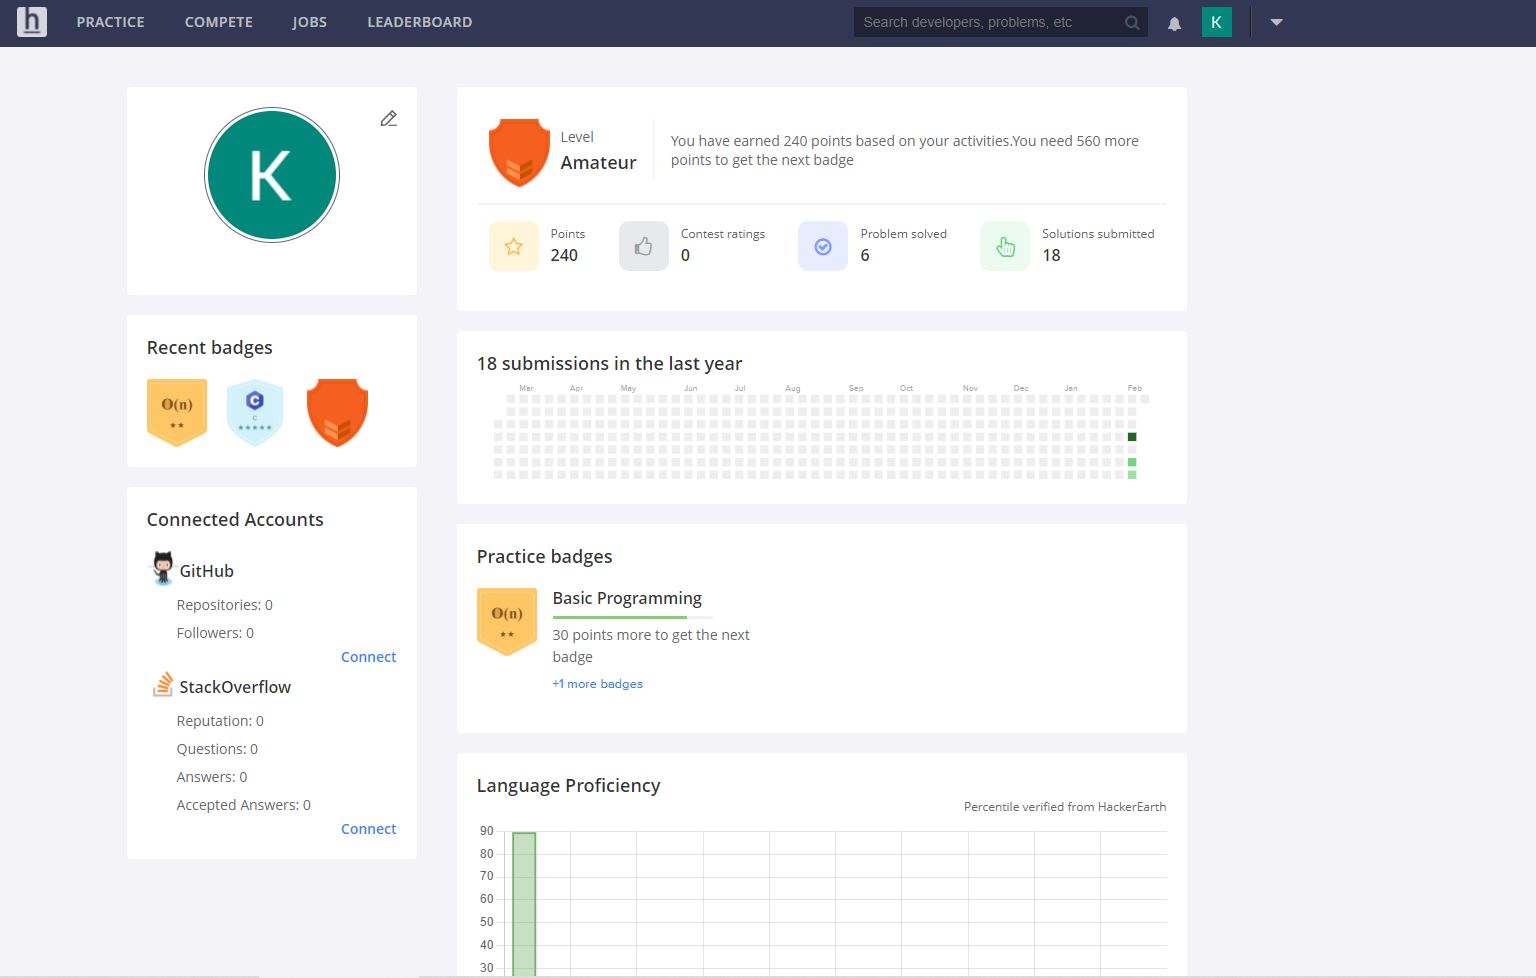 h PRACTICE COMPETE JOBS LEADERBOARD Search developers, problems, etc K
K
Recent badges
O(n)
C
C
Connected Accounts
GitHub
Repositories: 0
Followers: 0
Connect
StackOverflow
Reputation: 0
Questions: 0
Answers: 0
Accepted Answers: 0
Connect
Level
Amateur
You have earned 240 points based on your activities.You need 560 more
points to get the next badge
Points
240
Contest ratings
0
Problem solved
6
Solutions submitted
18
18 submissions in the last year
Mar Apr May Jun Jul Aug Sep Oct Nov Dec Jan Feb
Practice badges
O(n)
Basic Programming
30 points more to get the next
badge
+1 more badges
Language Proficiency
Percentile verified from HackerEarth
90
80
70
60
50
40
30